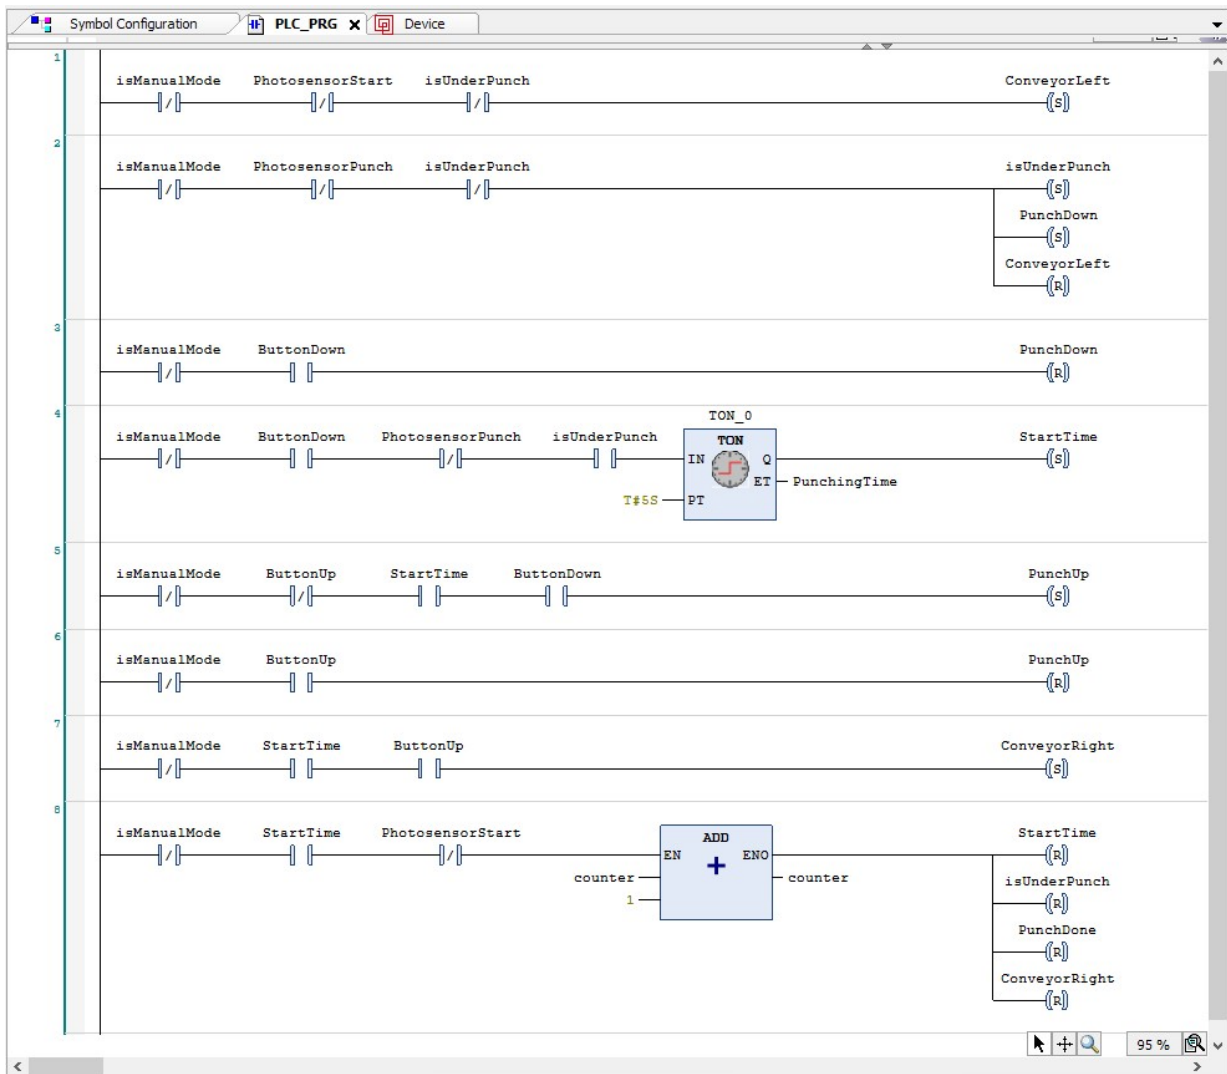 Symbol Configuration PLC_PRG Device
1
isManualMode PhotosensorStart isUnderPunch ConveyorLeft
/ / / S
2
isManualMode PhotosensorPunch isUnderPunch isUnderPunch
/ / / S
PunchDown
S
ConveyorLeft
R
3
isManualMode ButtonDown PunchDown
/ R
4
TON_0
isManualMode ButtonDown PhotosensorPunch isUnderPunch TON StartTime
/ / IN Q S
ET PunchingTime
T#5S PT
5
isManualMode ButtonUp StartTime ButtonDown PunchUp
/ / S
6
isManualMode ButtonUp PunchUp
/ R
7
isManualMode StartTime ButtonUp ConveyorRight
/ S
8
isManualMode StartTime PhotosensorStart ADD StartTime
/ / EN ENO R
counter + counter isUnderPunch
1 R
PunchDone
R
ConveyorRight
R
95 %